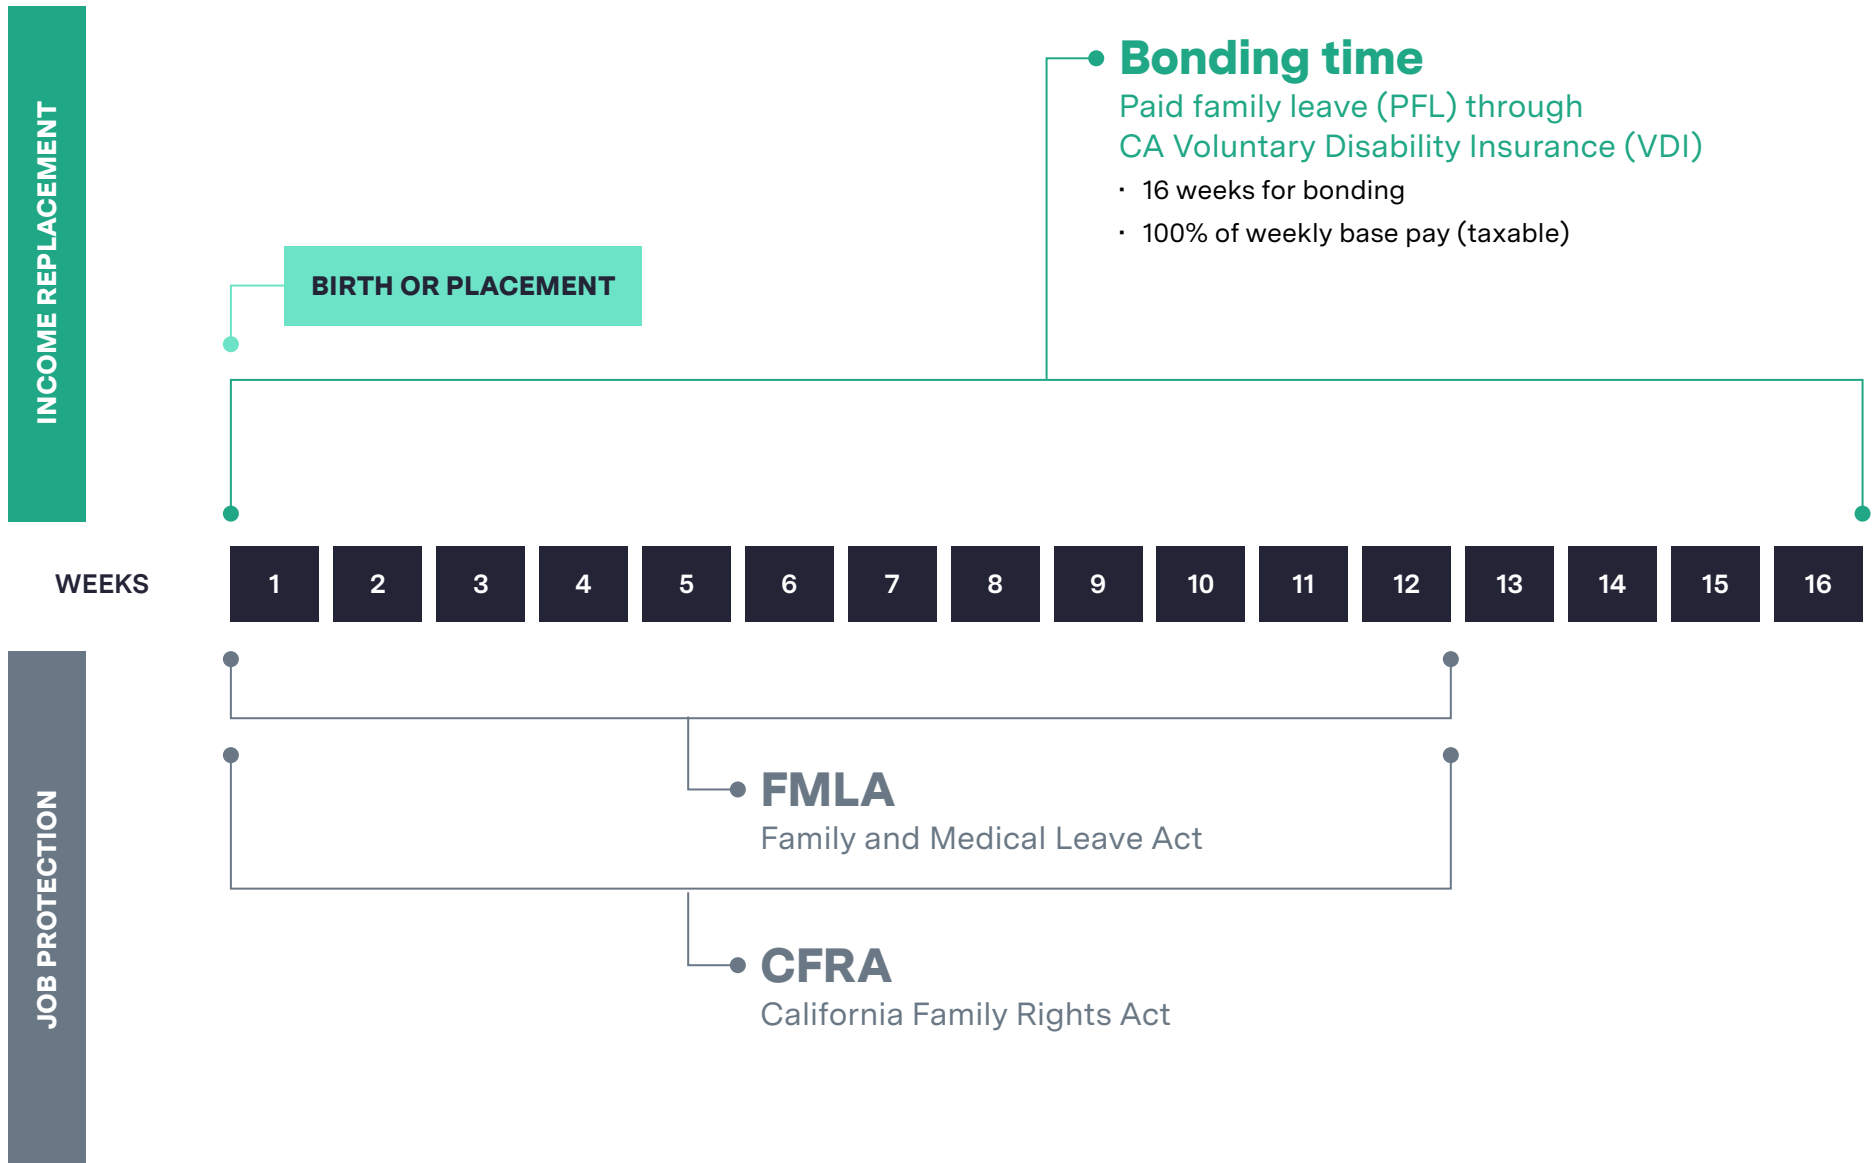 INCOME REPLACEMENT
Bonding time
Paid family leave (PFL) through
CA Voluntary Disability Insurance (VDI)
· 16 weeks for bonding
· 100% of weekly base pay (taxable)
BIRTH OR PLACEMENT
WEEKS 1 2 3 4 5 6 7 8 9 10 11 12 13 14 15 16
JOB PROTECTION
FMLA
Family and Medical Leave Act
CFRA
California Family Rights Act